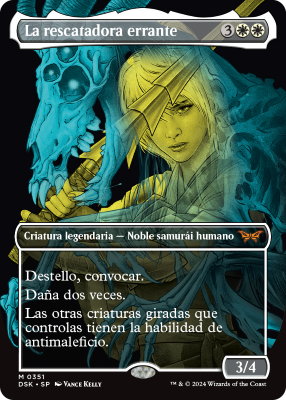 La rescatadora errante 3
Criatura legendaria — Noble samurái humano
Destello, convocar.
Daña dos veces.
Las otras criaturas giradas que
controlas tienen la habilidad de
antimaleficio.
3/4
M 0351
DSK • SP VANCE KELLY
™ & © 2024 Wizards of the Coast